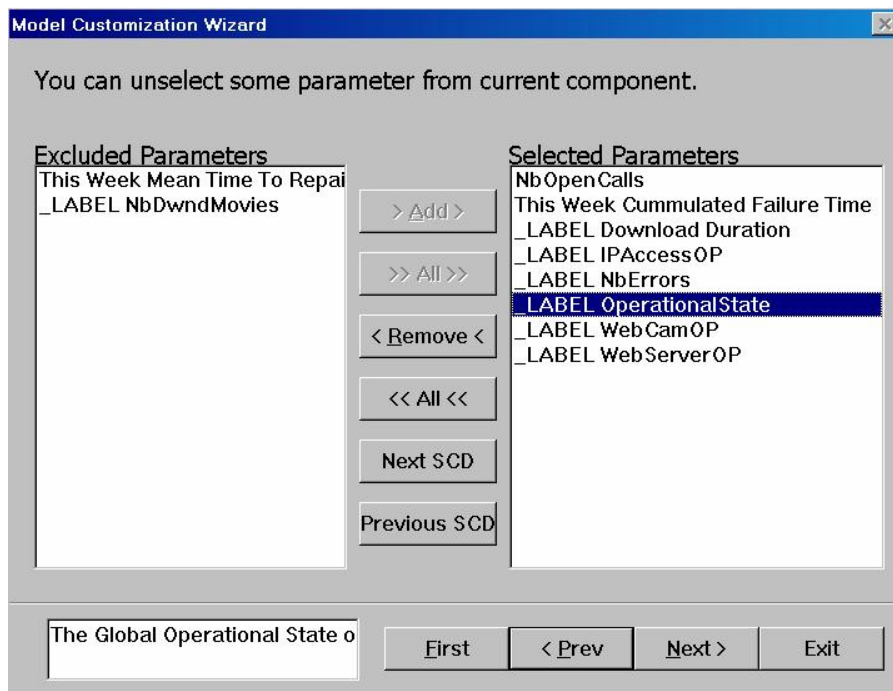 Model Customization Wizard
You can unselect some parameter from current component.
Excluded Parameters
This Week Mean Time To Repai
_LABEL NbDwndMovies
> Add >
>> All >>
< Remove <
<< All <<
Next SCD
Previous SCD
Selected Parameters
NbOpenCalls
This Week Cummulated Failure Time
_LABEL Download Duration
_LABEL IPAccessOP
_LABEL NbErrors
_LABEL OperationalState
_LABEL WebCamOP
_LABEL WebServerOP
The Global Operational State o
First
< Prev
Next >
Exit